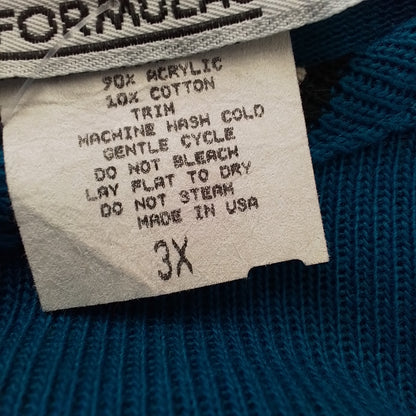 FORMULA
90% ACRYLIC
10% COTTON
TRIM
MACHINE WASH COLD
GENTLE CYCLE
DO NOT BLEACH
LAY FLAT TO DRY
DO NOT STEAM
MADE IN USA
3X